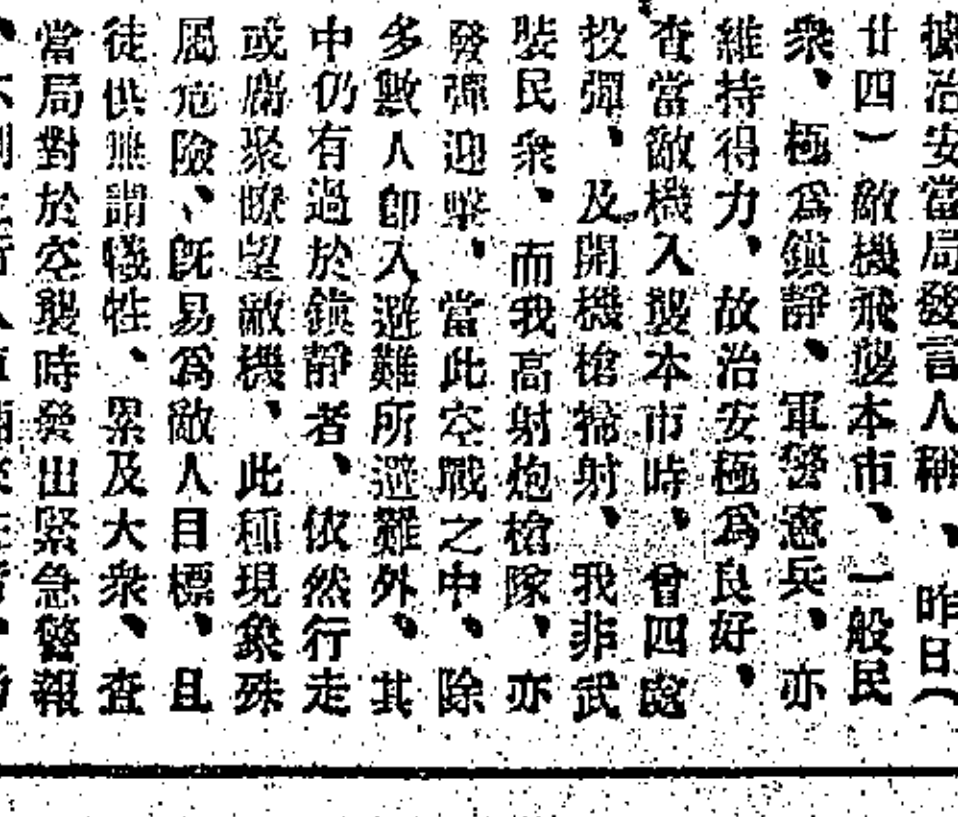 據治安當局發言人稱、昨日(
廿四)敵機飛襲本市、一般民
衆、極爲鎭靜、軍警憲兵、亦
維持得力、故治安極爲良好、
查當敵機入襲本市時、曾四處
投彈、及開機槍掃射、我非武
裝民衆、而我高射炮槍隊、亦
發彈迎擊、當此空戰之中、除
多數人卽入避難所避難外、其
中仍有過於鎭靜者、依然行走
或麕聚瞭望敵機、此種現象殊
屬危險、旣易爲敵人目標、且
徒供無謂犧牲、累及大衆、查
當局對於空襲時發出緊急警報